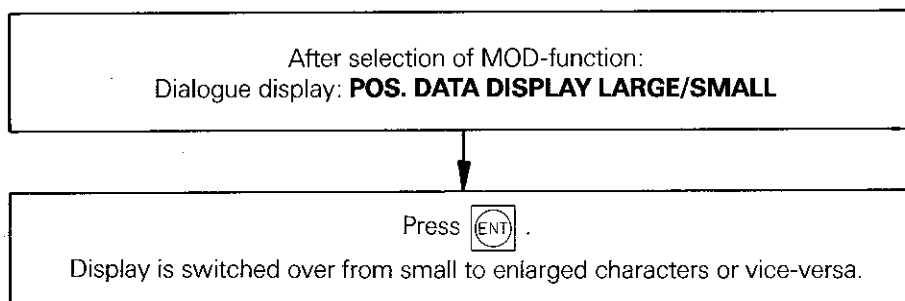 After selection of MOD-function:
Dialogue display: POS. DATA DISPLAY LARGE/SMALL
Press ENT .
Display is switched over from small to enlarged characters or vice-versa.